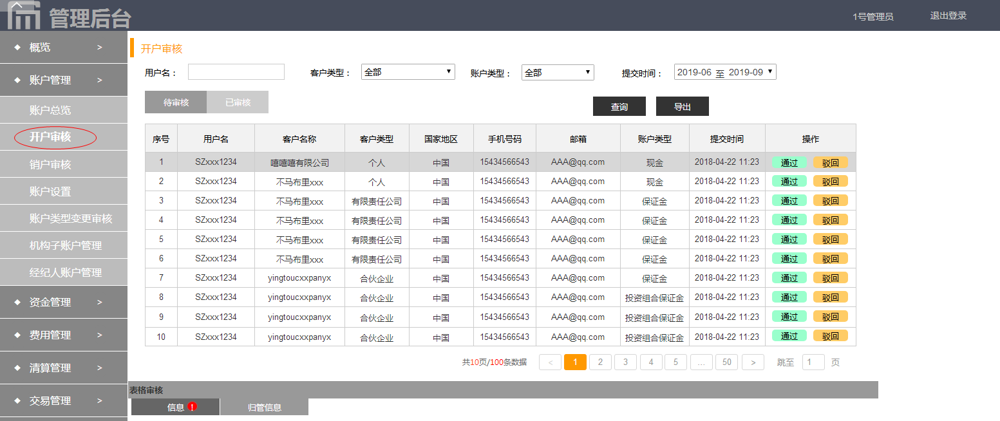 管理后台 1号管理员 退出登录
概览 >
账户管理 >
账户总览
开户审核
销户审核
账户设置
账户类型变更审核
机构子账户管理
经纪人账户管理
资金管理 >
费用管理 >
清算管理 >
交易管理 >
开户审核
用户名： 客户类型： 全部 账户类型： 全部 提交时间： 2019-06 至 2019-09
待审核 已审核 查询 导出
序号 用户名 客户名称 客户类型 国家地区 手机号码 邮箱 账户类型 提交时间 操作
1 SZxxx1234 嘻嘻嘻有限公司 个人 中国 15434566543 AAA@qq.com 现金 2018-04-22 11:23 通过 驳回
2 SZxxx1234 不马布里xxx 个人 中国 15434566543 AAA@qq.com 现金 2018-04-22 11:23 通过 驳回
3 SZxxx1234 不马布里xxx 有限责任公司 中国 15434566543 AAA@qq.com 保证金 2018-04-22 11:23 通过 驳回
4 SZxxx1234 不马布里xxx 有限责任公司 中国 15434566543 AAA@qq.com 保证金 2018-04-22 11:23 通过 驳回
5 SZxxx1234 不马布里xxx 有限责任公司 中国 15434566543 AAA@qq.com 保证金 2018-04-22 11:23 通过 驳回
6 SZxxx1234 不马布里xxx 有限责任公司 中国 15434566543 AAA@qq.com 保证金 2018-04-22 11:23 通过 驳回
7 SZxxx1234 yingtoucxxpanyx 合伙企业 中国 15434566543 AAA@qq.com 保证金 2018-04-22 11:23 通过 驳回
8 SZxxx1234 yingtoucxxpanyx 合伙企业 中国 15434566543 AAA@qq.com 投资组合保证金 2018-04-22 11:23 通过 驳回
9 SZxxx1234 yingtoucxxpanyx 合伙企业 中国 15434566543 AAA@qq.com 投资组合保证金 2018-04-22 11:23 通过 驳回
10 SZxxx1234 yingtoucxxpanyx 合伙企业 中国 15434566543 AAA@qq.com 投资组合保证金 2018-04-22 11:23 通过 驳回
共10页/100条数据 < 1 2 3 4 5 ... 50 > 跳至 1 页
表格审核
信息 ! 归管信息